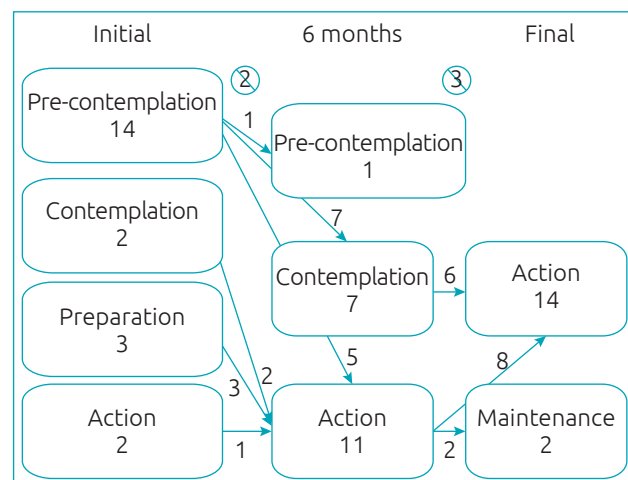 Initial 6 months Final
2 3
Pre-contemplation
14
1
Pre-contemplation
1
Contemplation
2
7
Contemplation
7
6
Action
14
Preparation
3
5
8
3
2
Action
2
1
Action
11
2
Maintenance
2